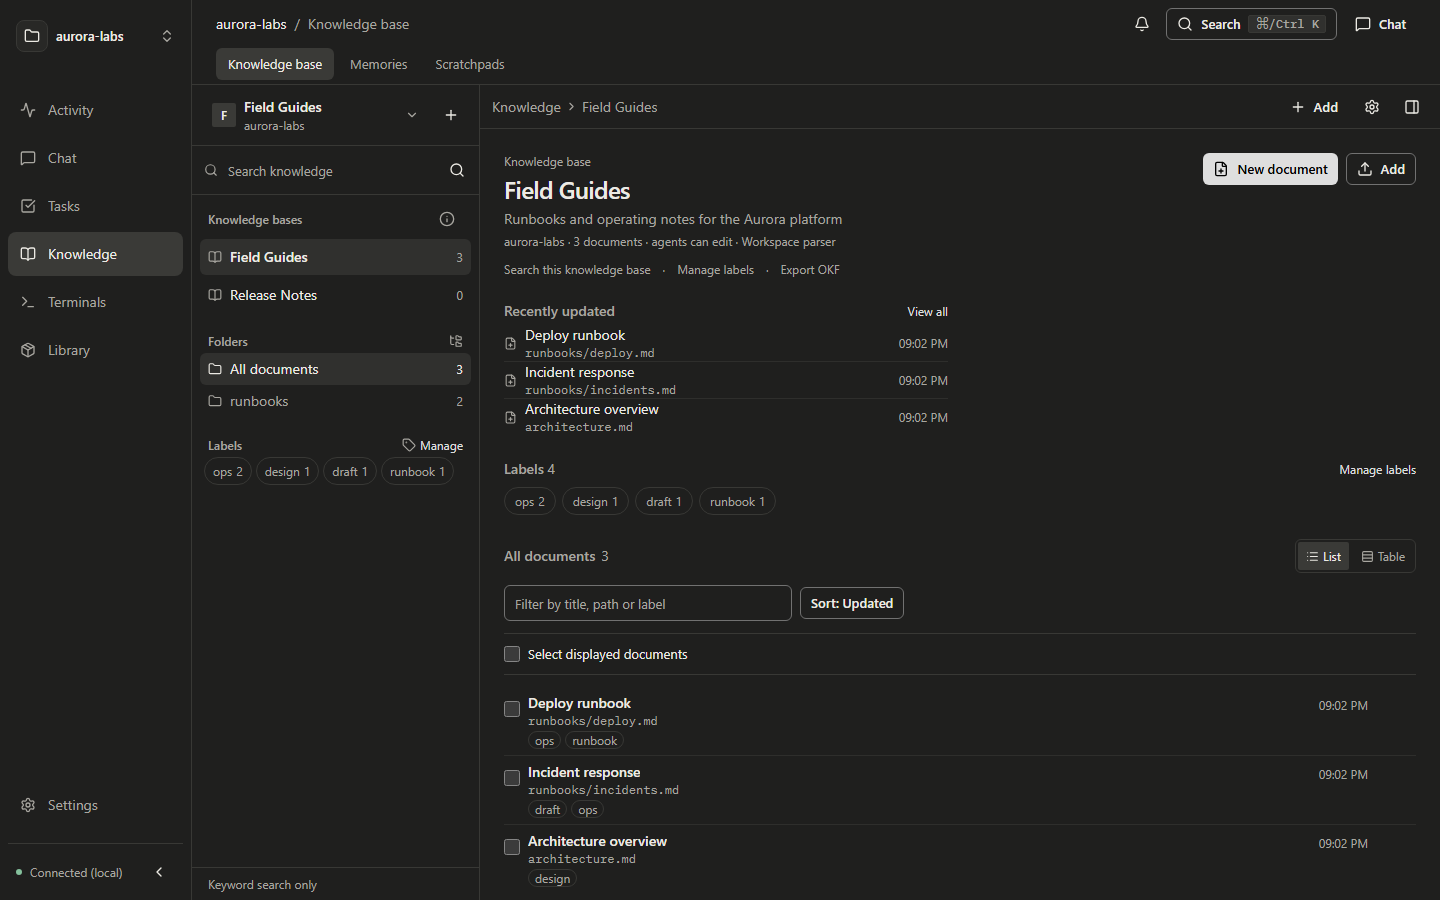 aurora-labs
Activity
Chat
Tasks
Knowledge
Terminals
Library
Settings
Connected (local)
aurora-labs / Knowledge base
Search ⌘/Ctrl K
Chat
Knowledge base
Memories
Scratchpads
F
Field Guides
aurora-labs
Search knowledge
Knowledge bases
Field Guides 3
Release Notes 0
Folders
All documents 3
runbooks 2
Labels
Manage
ops 2
design 1
draft 1
runbook 1
Keyword search only
Knowledge > Field Guides
Add
Knowledge base
Field Guides
Runbooks and operating notes for the Aurora platform
aurora-labs · 3 documents · agents can edit · Workspace parser
Search this knowledge base · Manage labels · Export OKF
New document
Add
Recently updated
View all
Deploy runbook
runbooks/deploy.md
09:02 PM
Incident response
runbooks/incidents.md
09:02 PM
Architecture overview
architecture.md
09:02 PM
Labels 4
Manage labels
ops 2
design 1
draft 1
runbook 1
All documents 3
List
Table
Filter by title, path or label
Sort: Updated
Select displayed documents
Deploy runbook
runbooks/deploy.md
ops runbook
09:02 PM
Incident response
runbooks/incidents.md
draft ops
09:02 PM
Architecture overview
architecture.md
design
09:02 PM